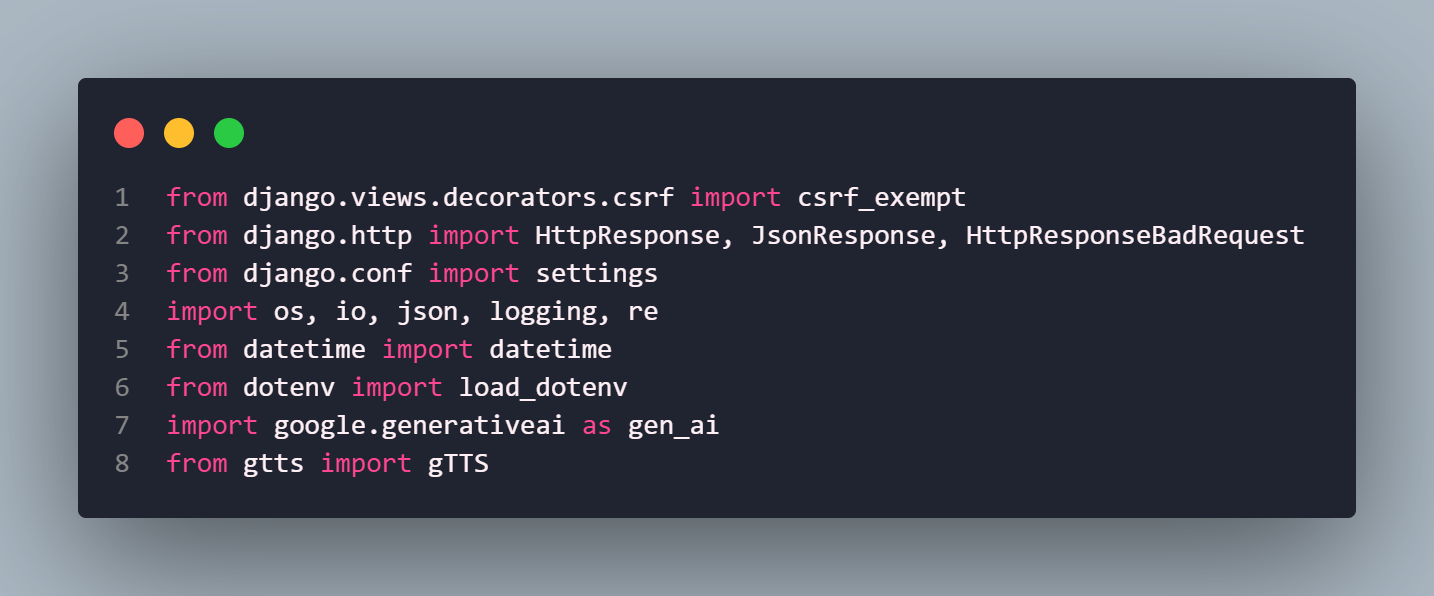 1 from django.views.decorators.csrf import csrf_exempt
2 from django.http import HttpResponse, JsonResponse, HttpResponseBadRequest
3 from django.conf import settings
4 import os, io, json, logging, re
5 from datetime import datetime
6 from dotenv import load_dotenv
7 import google.generativeai as gen_ai
8 from gtts import gTTS